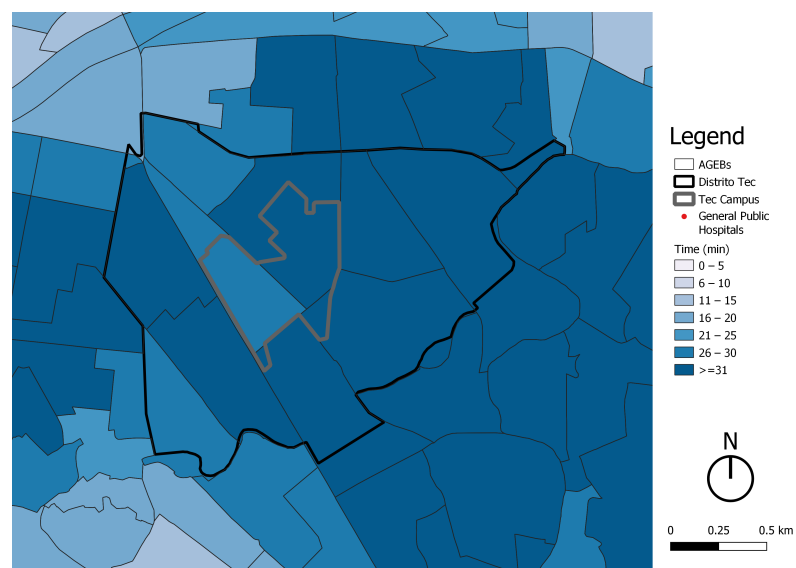 Legend
AGEBs
Distrito Tec
Tec Campus
General Public
Hospitals
Time (min)
0 – 5
6 – 10
11 – 15
16 – 20
21 – 25
26 – 30
>=31
N
0 0.25 0.5 km